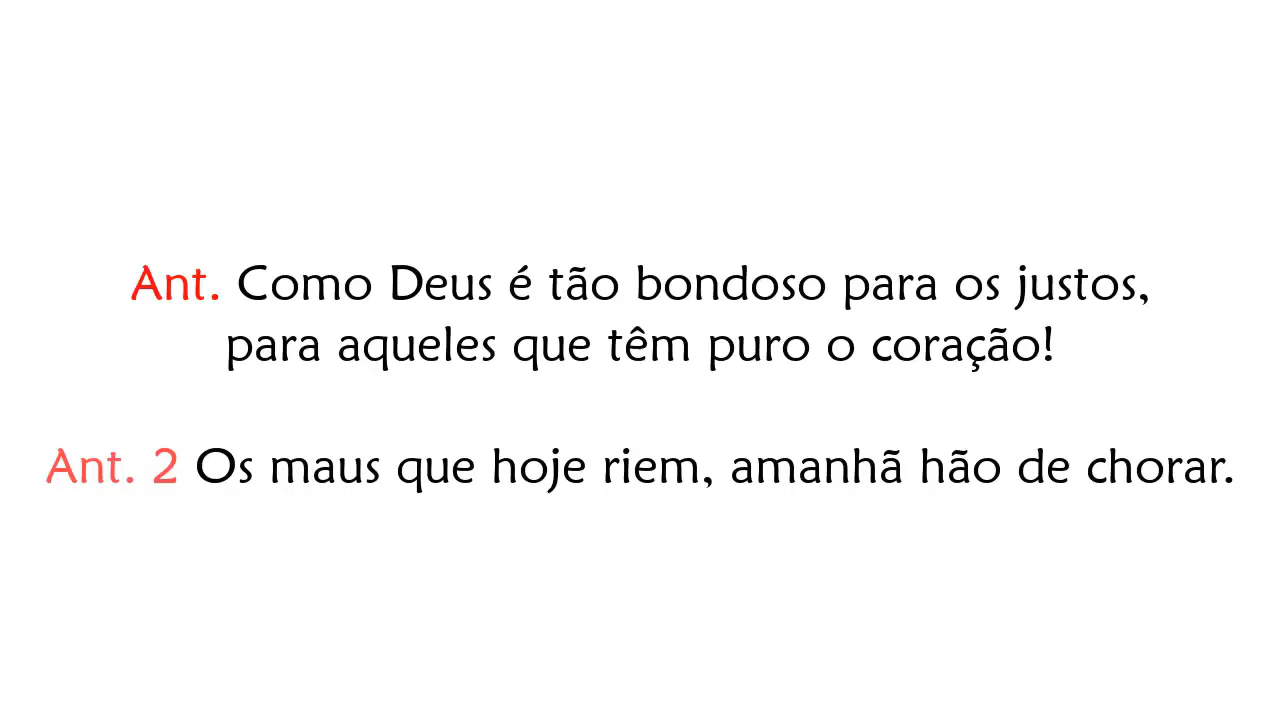 Ant. Como Deus é tão bondoso para os justos,
para aqueles que têm puro o coração!
Ant. 2 Os maus que hoje riem, amanhã hão de chorar.